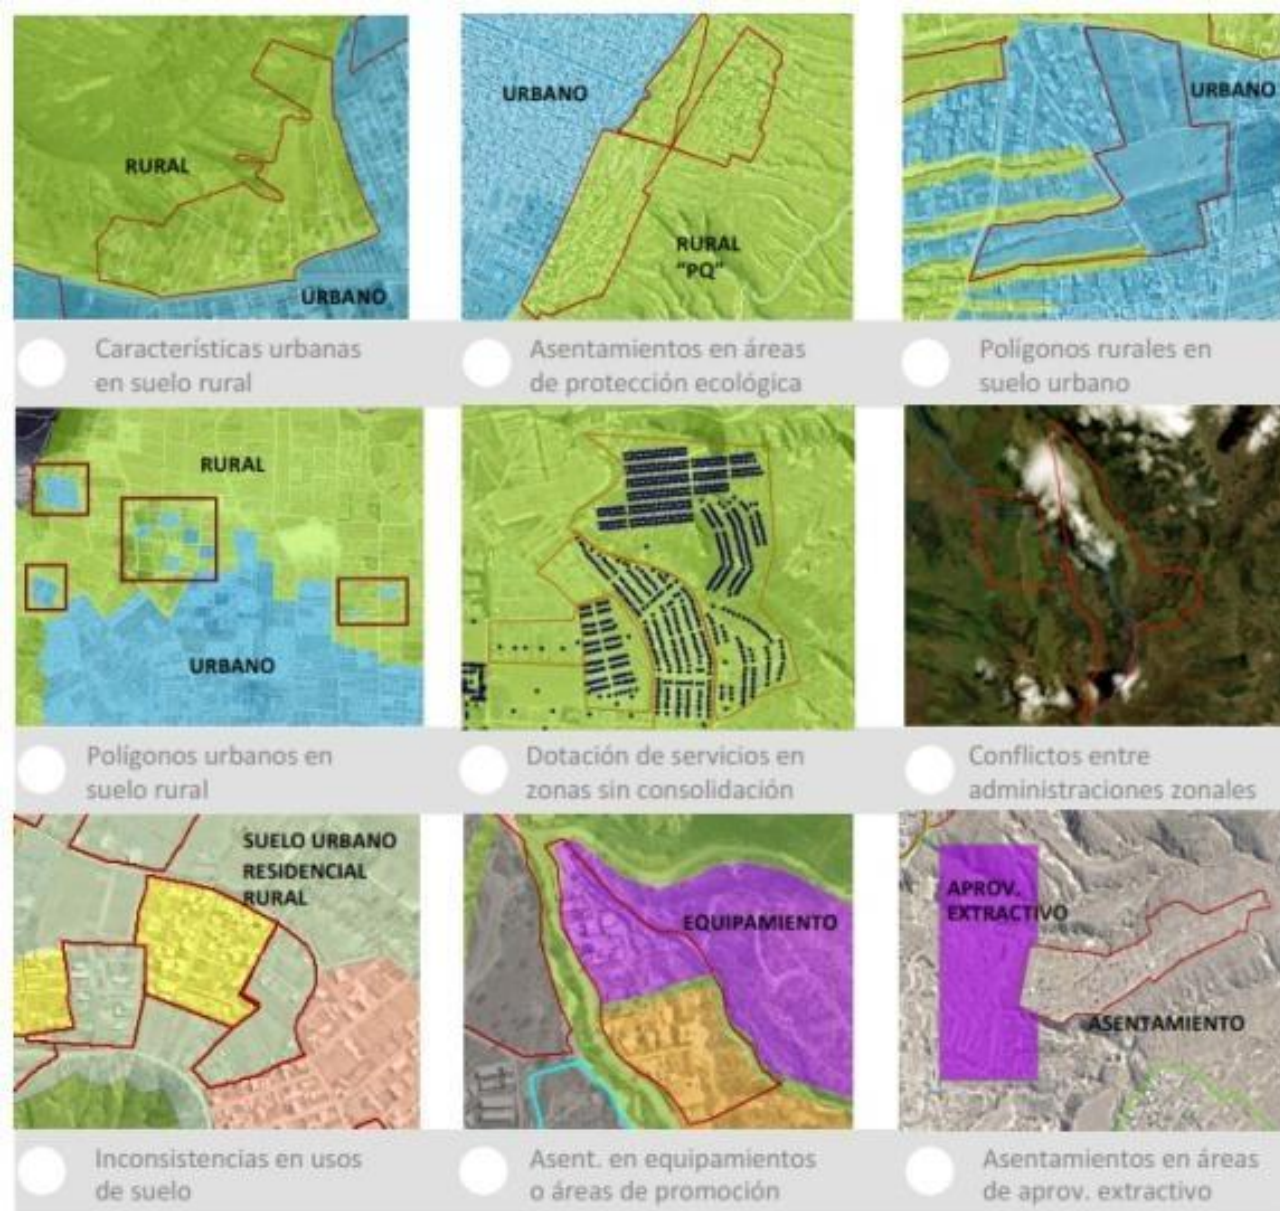 RURAL
URBANO
URBANO
RURAL
"PQ"
URBANO
Características urbanas
en suelo rural
Asentamientos en áreas
de protección ecológica
Polígonos rurales en
suelo urbano
RURAL
URBANO
Polígonos urbanos en
suelo rural
Dotación de servicios en
zonas sin consolidación
Conflictos entre
administraciones zonales
SUELO URBANO
RESIDENCIAL
RURAL
EQUIPAMIENTO
APROV.
EXTRACTIVO
ASENTAMIENTO
Inconsistencias en usos
de suelo
Asent. en equipamientos
o áreas de promoción
Asentamientos en áreas
de aprov. extractivo